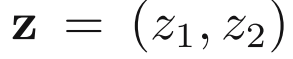 z = (z₁, z₂)